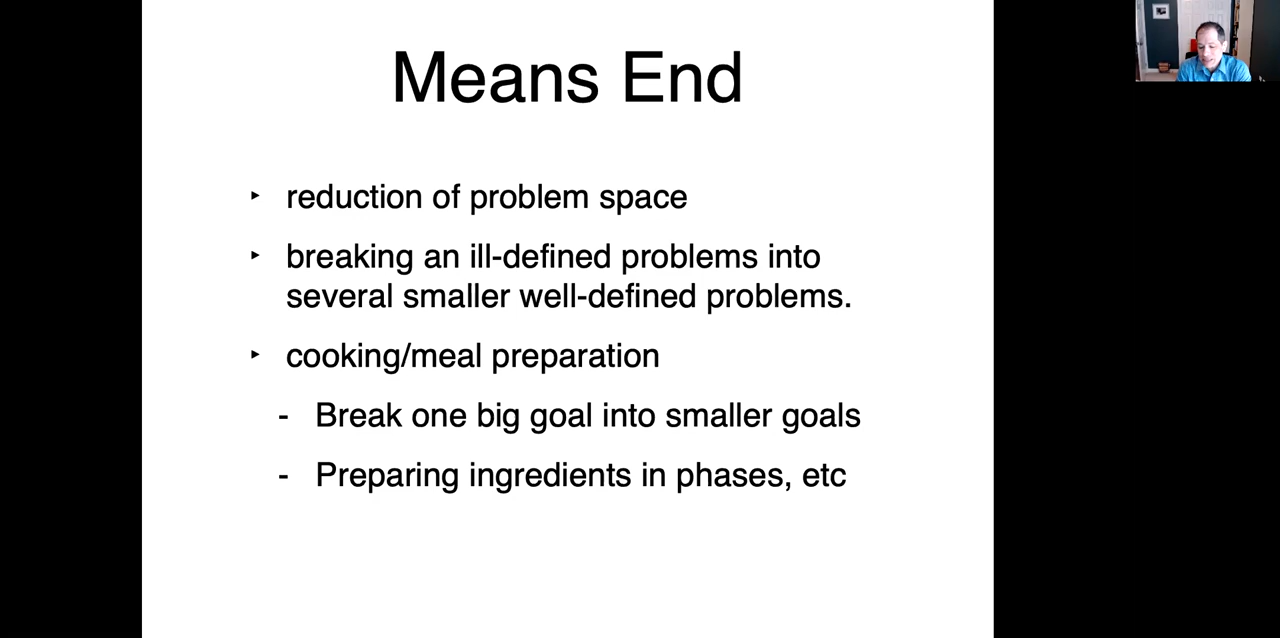 Means End
‣ reduction of problem space
‣ breaking an ill-defined problems into
several smaller well-defined problems.
‣ cooking/meal preparation
- Break one big goal into smaller goals
- Preparing ingredients in phases, etc